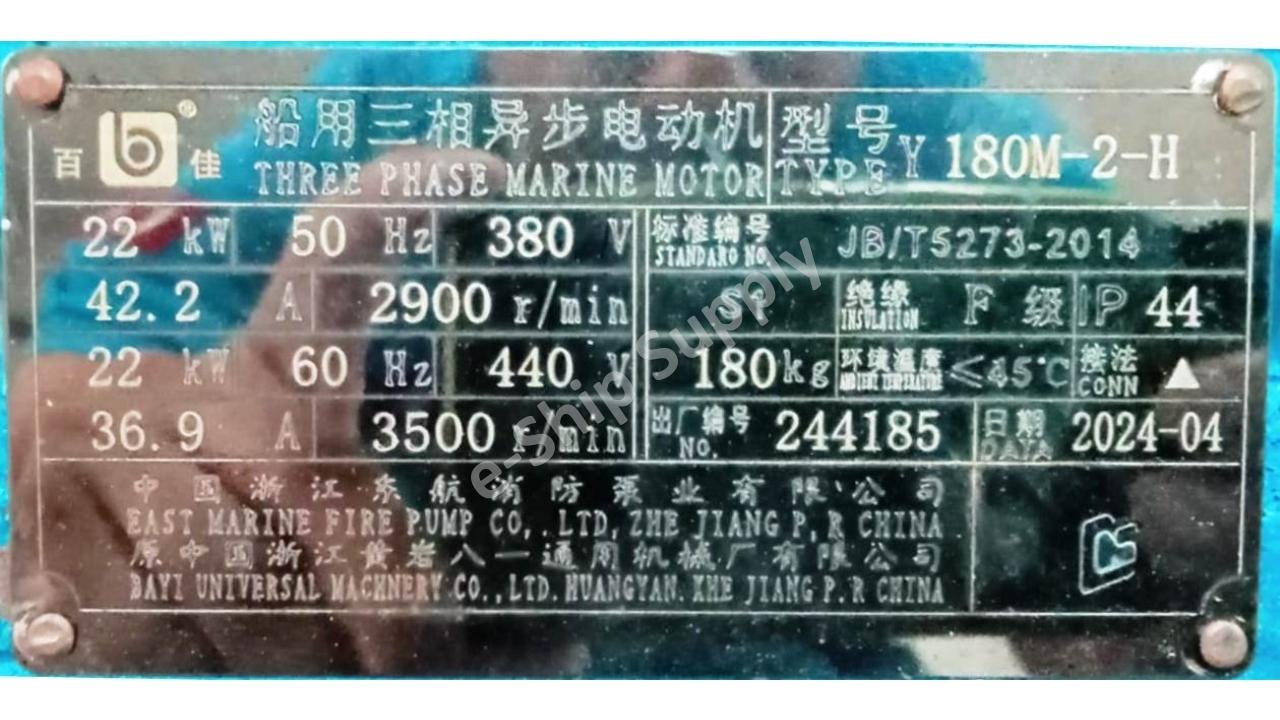 百 b ® 佳 船用三相异步电动机 型号 Y 180M-2-H
THREE PHASE MARINE MOTOR TYPE
22 kW 50 Hz 380 V 标准编号 STANDARD NO. JB/T5273-2014
42.2 A 2900 r/min S1 绝缘 INSULATION F 级 IP 44
22 kW 60 Hz 440 V 180kg 环境温度 AMBIENT TEMPERATURE ≤45℃ 接法 CONN △
36.9 A 3500 r/min 出厂编号 NO. 244185 日期 DATA 2024-04
中国浙江东航消防泵业有限公司
EAST MARINE FIRE PUMP CO,.LTD, ZHE JIANG P, R CHINA
原中国浙江黄岩八一通用机械厂有限公司
BAYI UNIVERSAL MACHNERY CO.,LTD.HUANGYAN.XHE JIANG P.R CHINA
e-Ship Supply